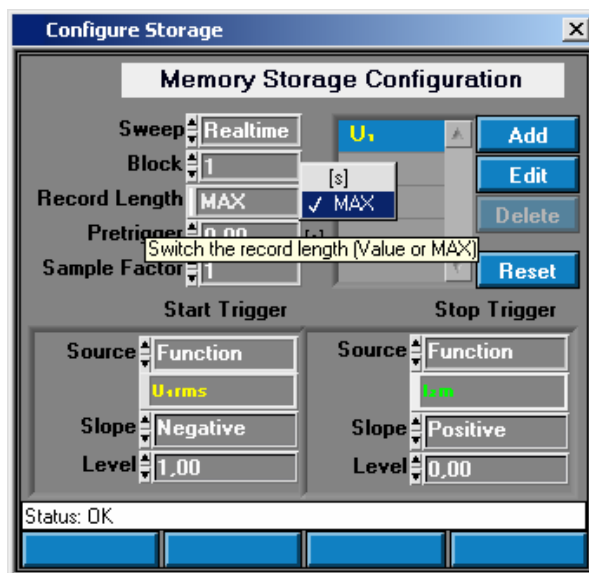 Configure Storage
Memory Storage Configuration
Sweep Realtime U₁ Add
Block 1 [s] Edit
Record Length MAX ✓ MAX Delete
Pretrigger 0,00
Switch the record length (Value or MAX)
Sample Factor 1 Reset
Start Trigger Stop Trigger
Source Function Source Function
U₁rms
Slope Negative Slope Positive
Level 1,00 Level 0,00
Status: OK